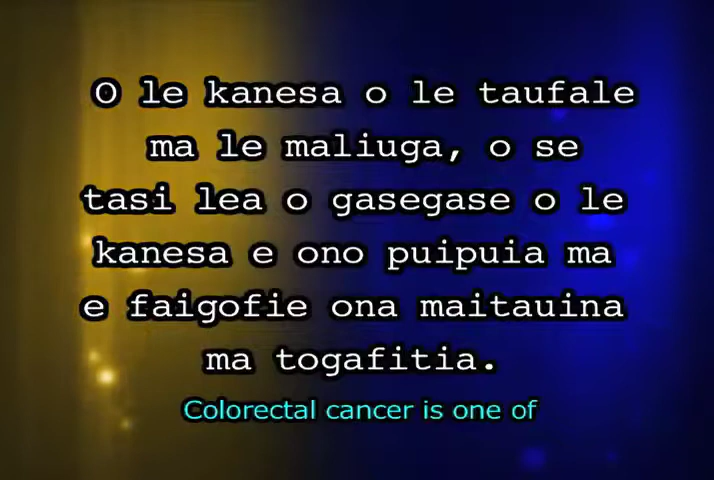 O le kanesa o le taufale
ma le maliuga, o se
tasi lea o gasegase o le
kanesa e ono puipuia ma
e faigofie ona maitauina
ma togafitia.
Colorectal cancer is one of